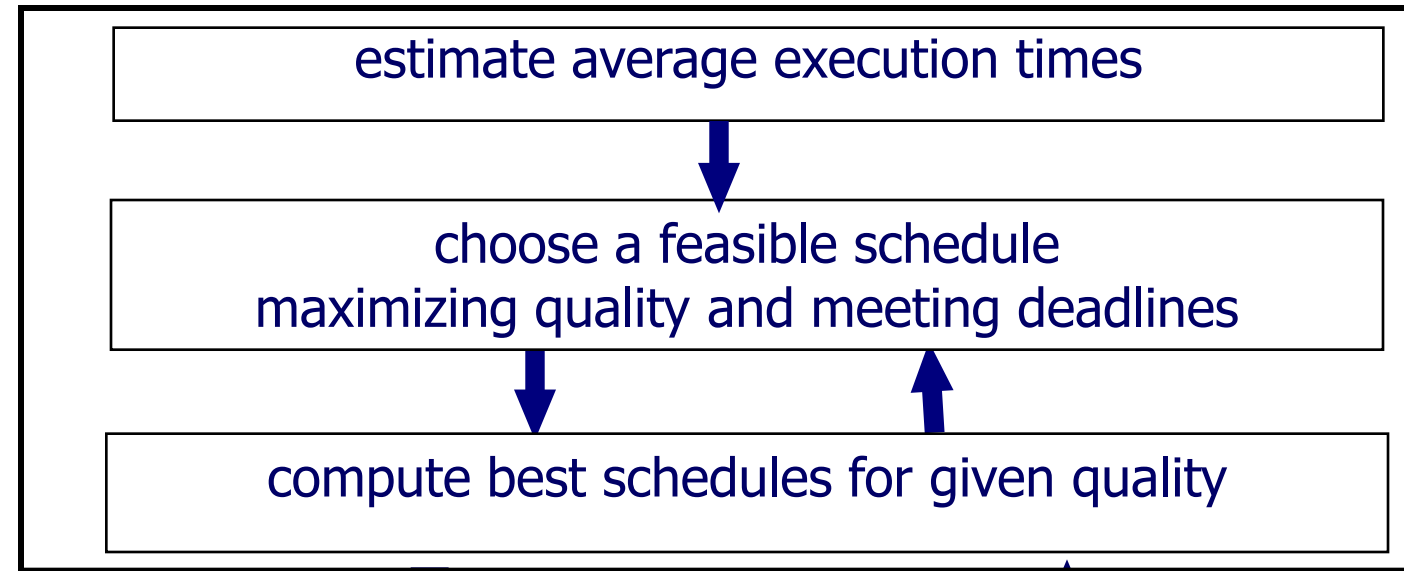 estimate average execution times
choose a feasible schedule
maximizing quality and meeting deadlines
compute best schedules for given quality